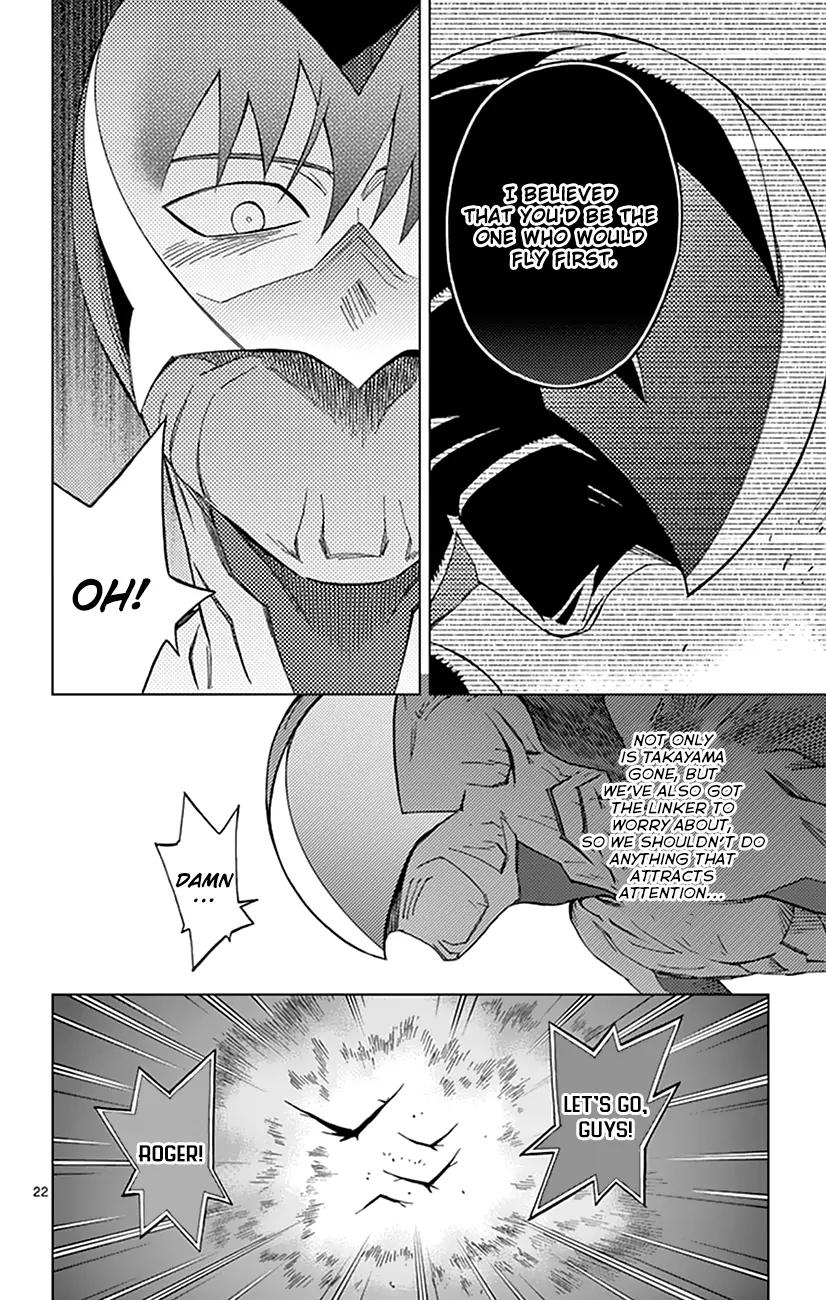 I BELIEVED
THAT YOU'D BE THE
ONE WHO WOULD
FLY FIRST.
OH!
NOT ONLY
IS TAKAYAMA
GONE, BUT
WE'VE ALSO GOT
THE LINKER TO
WORRY ABOUT,
SO WE SHOULDN'T DO
ANYTHING THAT
ATTRACTS
ATTENTION...
DAMN
...
LET'S GO,
GUYS!
ROGER!
22